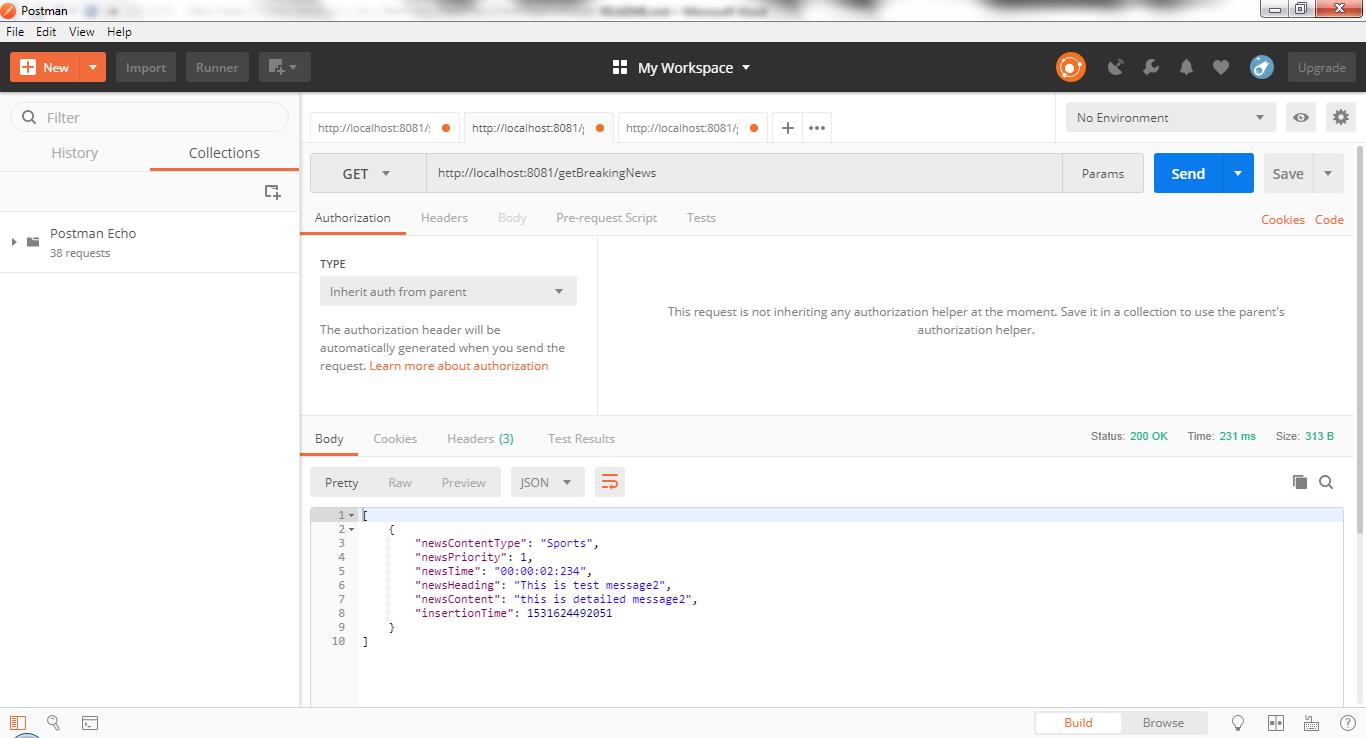 Postman
File Edit View Help
New Import Runner My Workspace Upgrade
Filter
History Collections
Postman Echo
38 requests
http://localhost:8081/ http://localhost:8081/ http://localhost:8081/ No Environment
GET http://localhost:8081/getBreakingNews Params Send Save
Authorization Headers Body Pre-request Script Tests Cookies Code
TYPE
Inherit auth from parent
The authorization header will be
automatically generated when you send the
request. Learn more about authorization
This request is not inheriting any authorization helper at the moment. Save it in a collection to use the parent's
authorization helper.
Body Cookies Headers (3) Test Results Status: 200 OK Time: 231 ms Size: 313 B
Pretty Raw Preview JSON
1 [
2 {
3 "newsContentType": "Sports",
4 "newsPriority": 1,
5 "newsTime": "00:00:02:234",
6 "newsHeading": "This is test message2",
7 "newsContent": "this is detailed message2",
8 "insertionTime": 1531624492051
9 }
10 ]
Build Browse